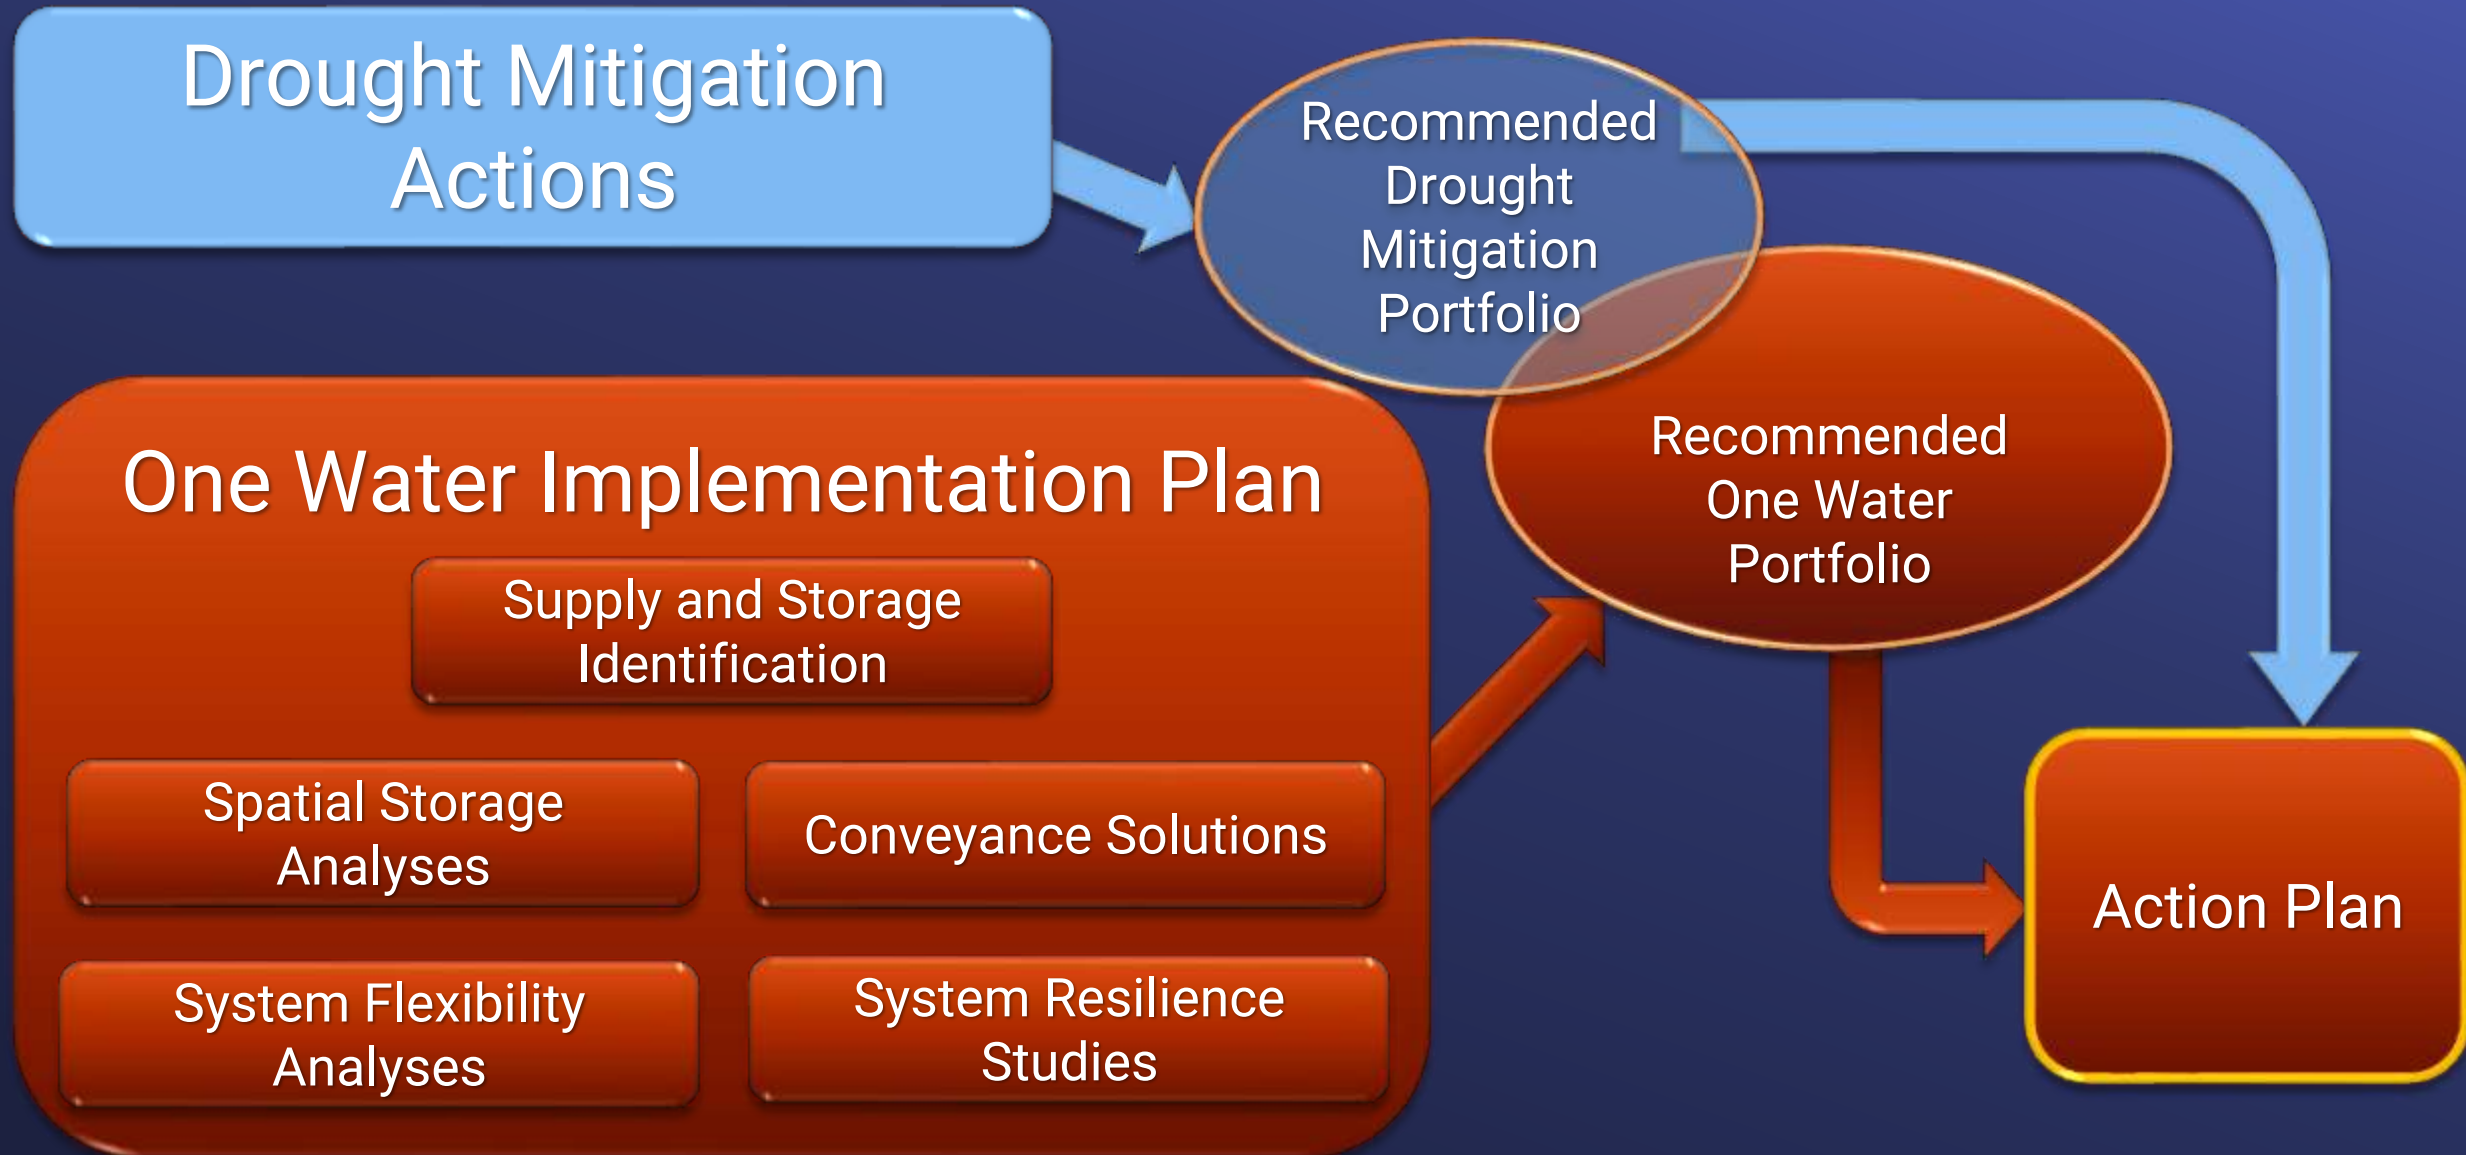 Drought Mitigation
Actions
Recommended
Drought
Mitigation
Portfolio
One Water Implementation Plan
Supply and Storage
Identification
Spatial Storage
Analyses
Conveyance Solutions
System Flexibility
Analyses
System Resilience
Studies
Recommended
One Water
Portfolio
Action Plan